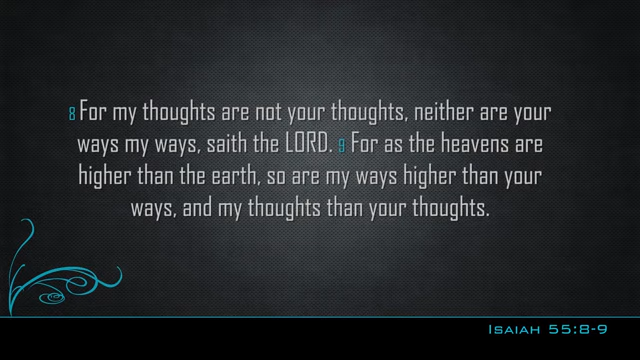 8 For my thoughts are not your thoughts, neither are your
ways my ways, saith the LORD. 9 For as the heavens are
higher than the earth, so are my ways higher than your
ways, and my thoughts than your thoughts.
Isaiah 55:8-9